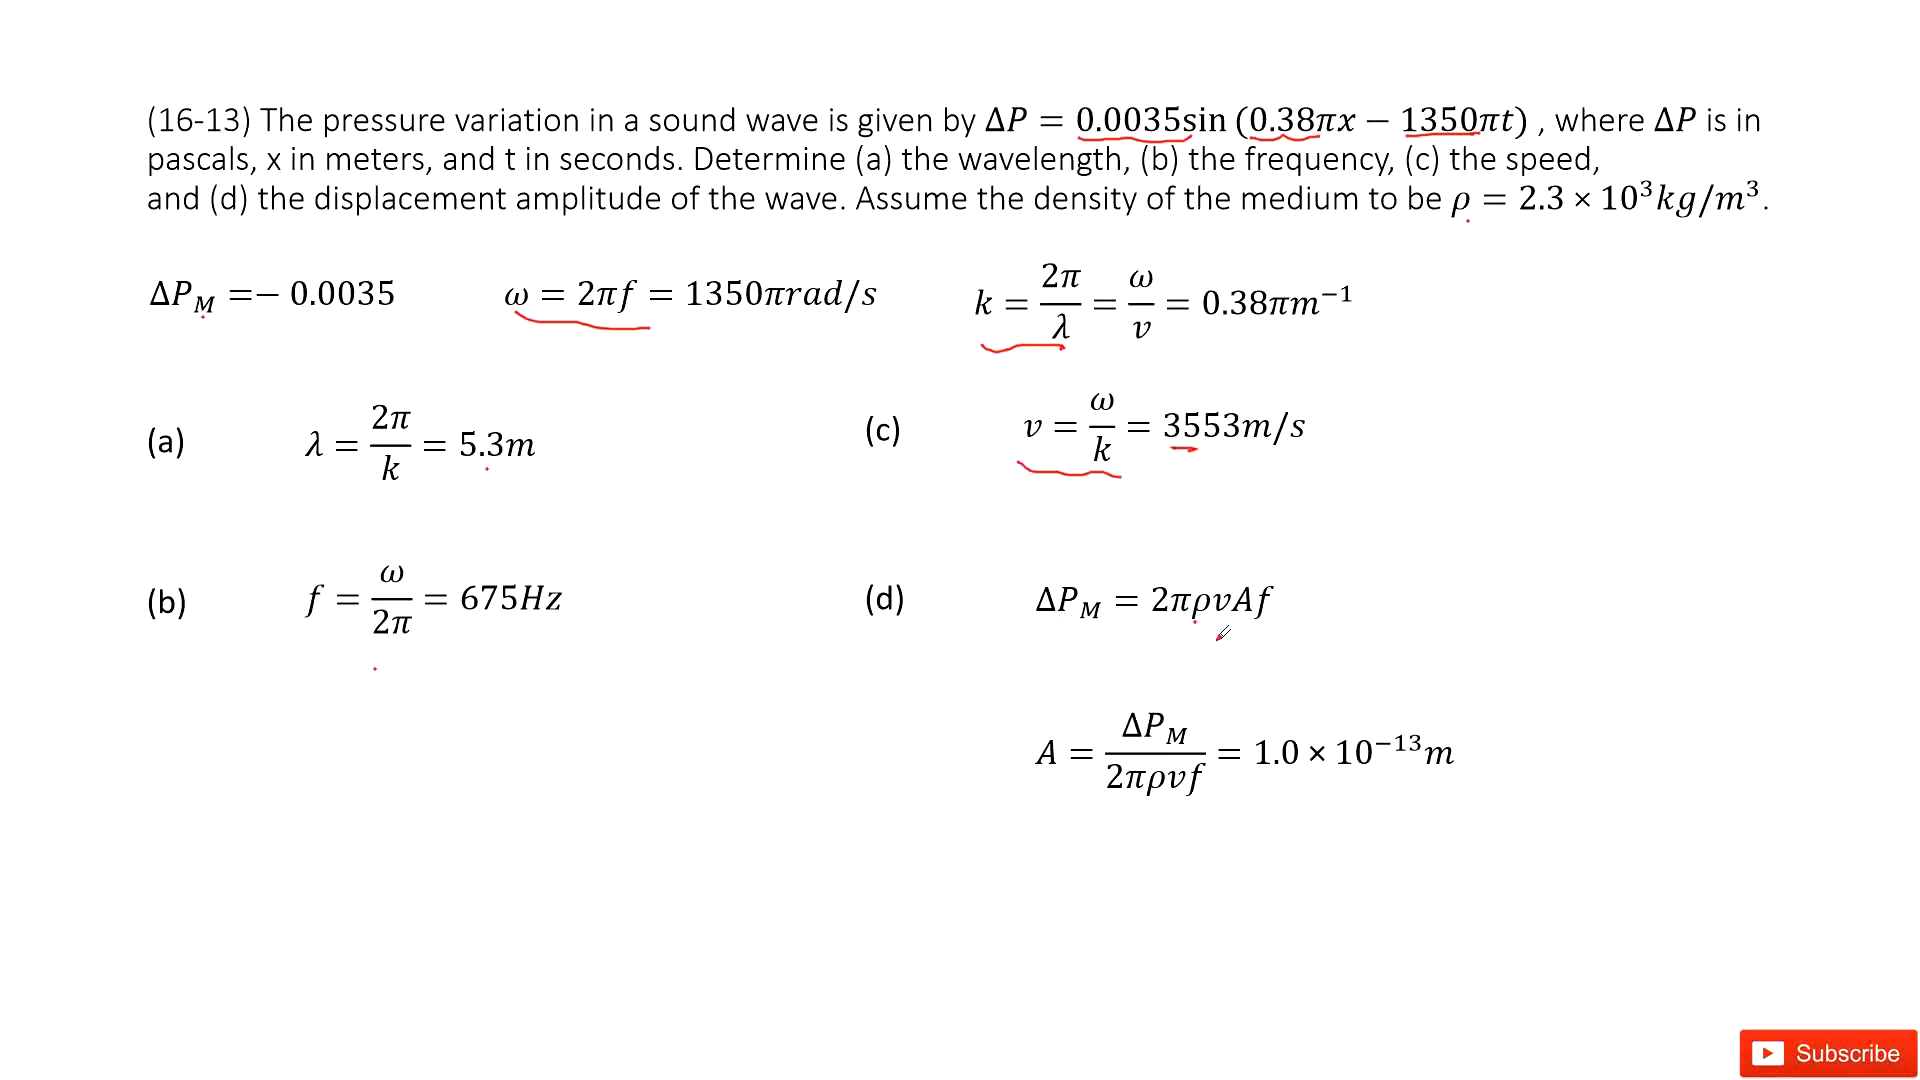 (16-13) The pressure variation in a sound wave is given by ΔP = 0.0035sin (0.38πx − 1350πt) , where ΔP is in
pascals, x in meters, and t in seconds. Determine (a) the wavelength, (b) the frequency, (c) the speed,
and (d) the displacement amplitude of the wave. Assume the density of the medium to be ρ = 2.3 × 10³kg/m³.
ΔP_M =− 0.0035
ω = 2πf = 1350πrad/s
k = 2π/λ = ω/v = 0.38πm⁻¹
(a) λ = 2π/k = 5.3m
(c) v = ω/k = 3553m/s
(b) f = ω/2π = 675Hz
(d) ΔP_M = 2πρvAf
A = ΔP_M/2πρvf = 1.0 × 10⁻¹³m
Subscribe